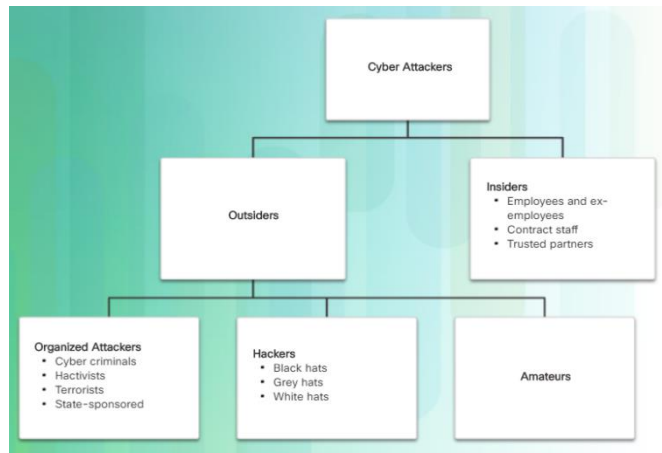 Cyber Attackers
Outsiders
Insiders
• Employees and ex-
employees
• Contract staff
• Trusted partners
Organized Attackers
• Cyber criminals
• Hactivists
• Terrorists
• State-sponsored
Hackers
• Black hats
• Grey hats
• White hats
Amateurs